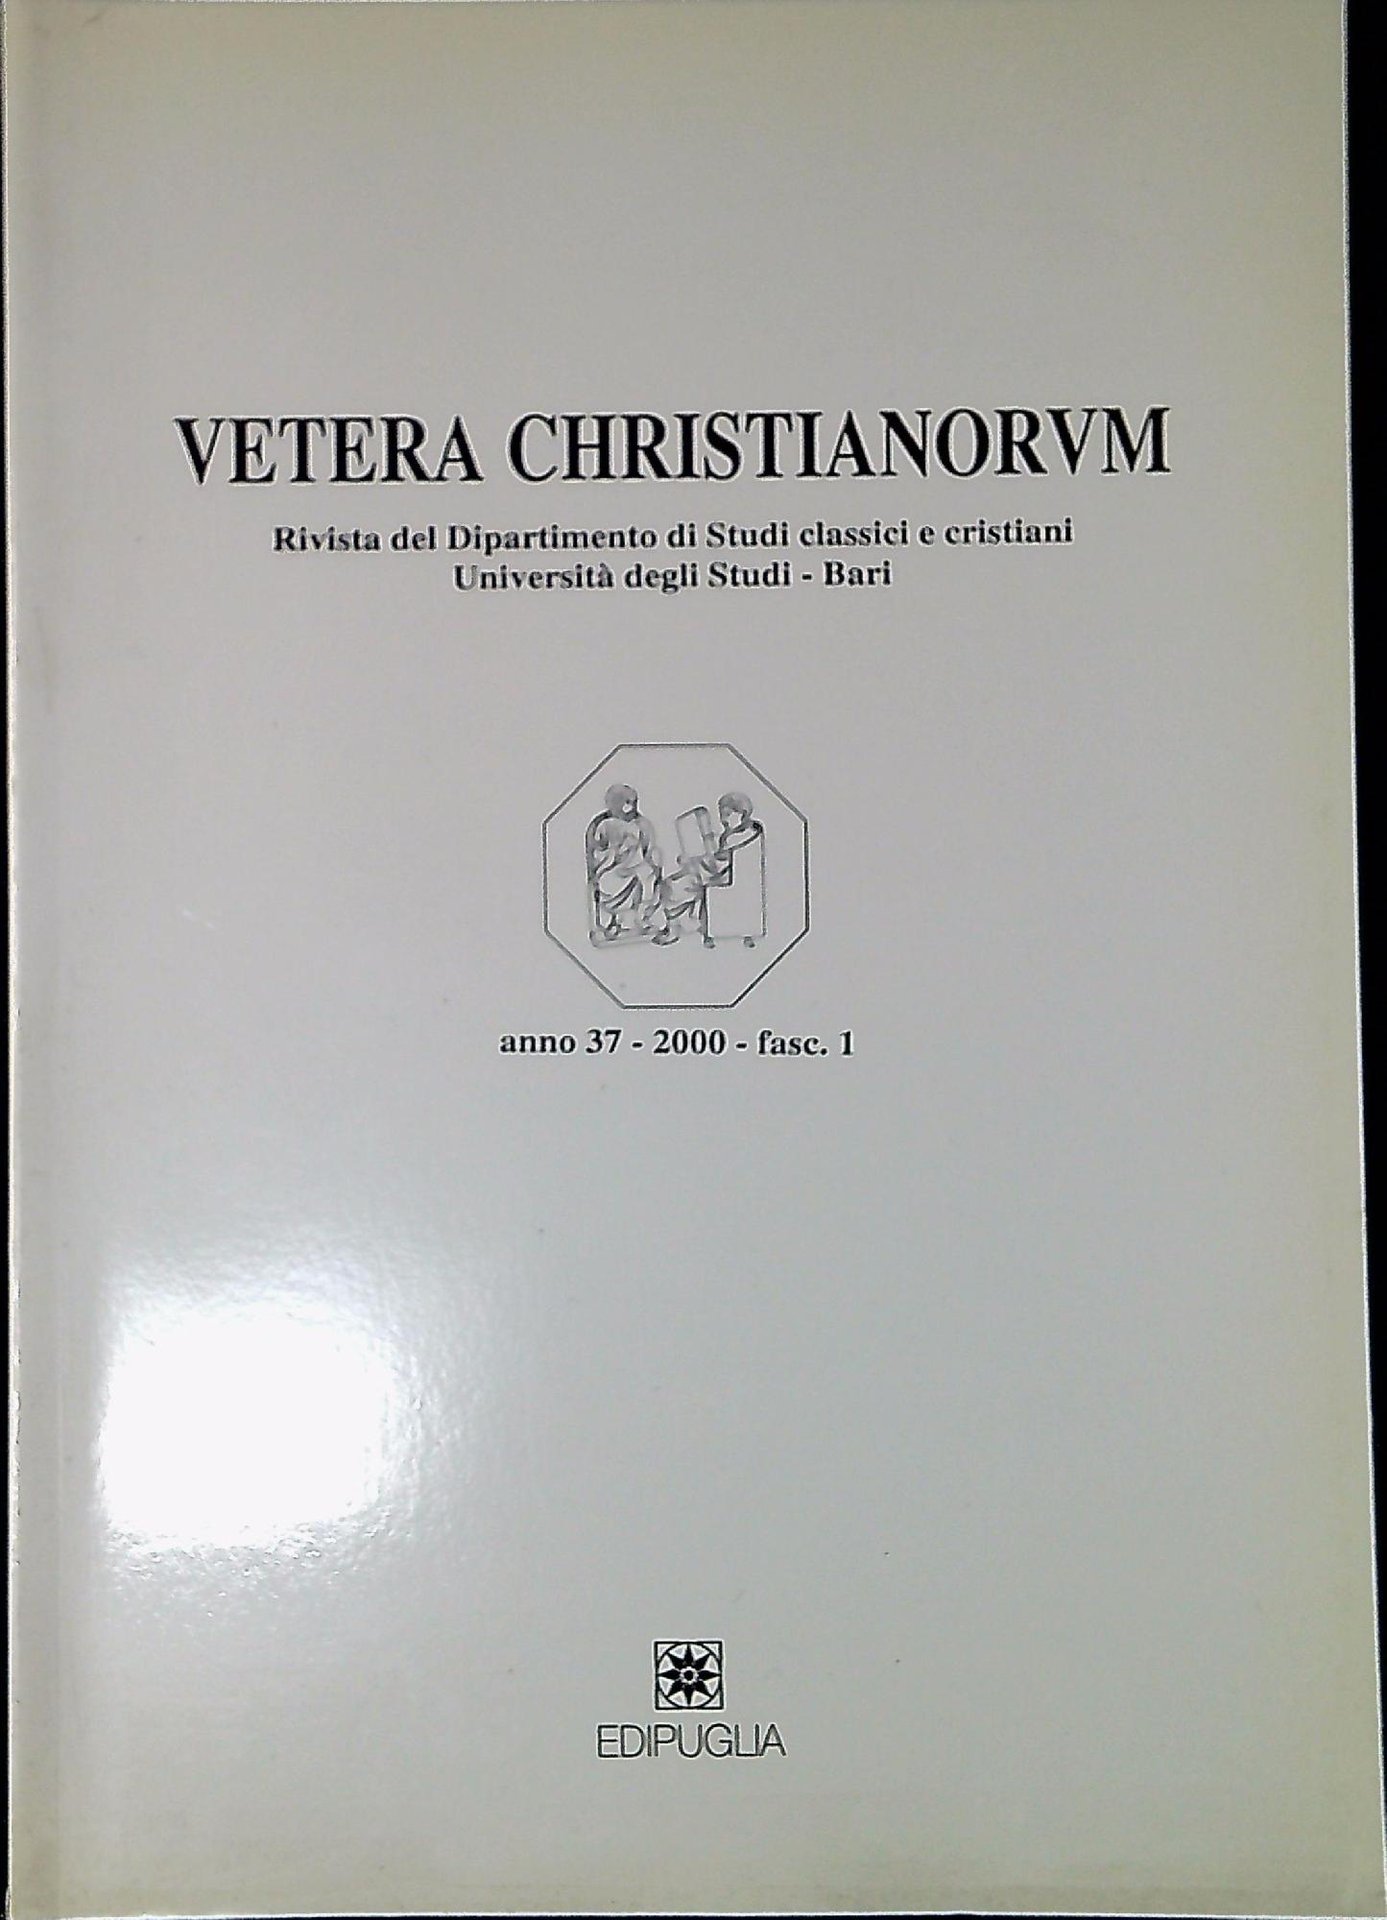 VETERA CHRISTIANORVM
Rivista del Dipartimento di Studi classici e cristiani
Università degli Studi - Bari
anno 37 - 2000 - fasc. 1
EDIPUGLIA